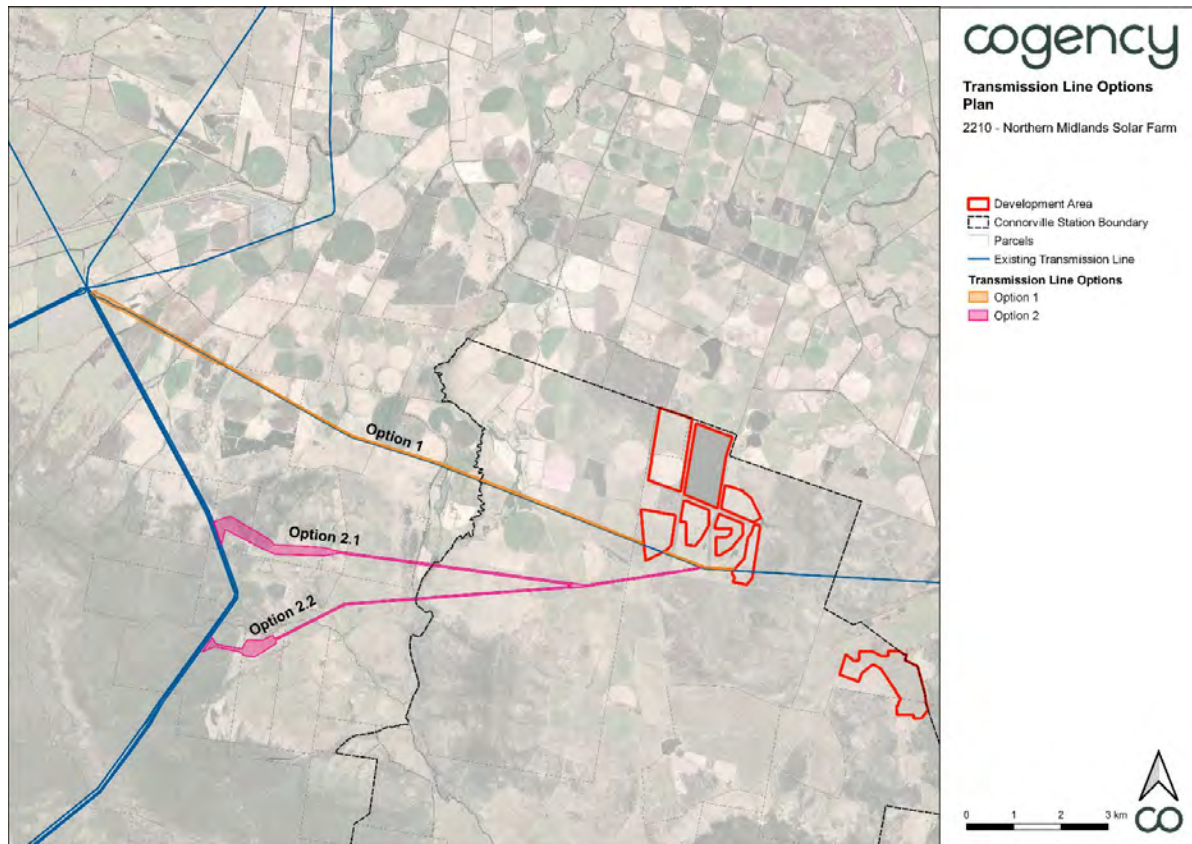 cogency
Transmission Line Options
Plan
2210 - Northern Midlands Solar Farm
Development Area
Connorville Station Boundary
Parcels
Existing Transmission Line
Transmission Line Options
Option 1
Option 2
Option 1
Option 2.1
Option 2.2
0 1 2 3 km
CO